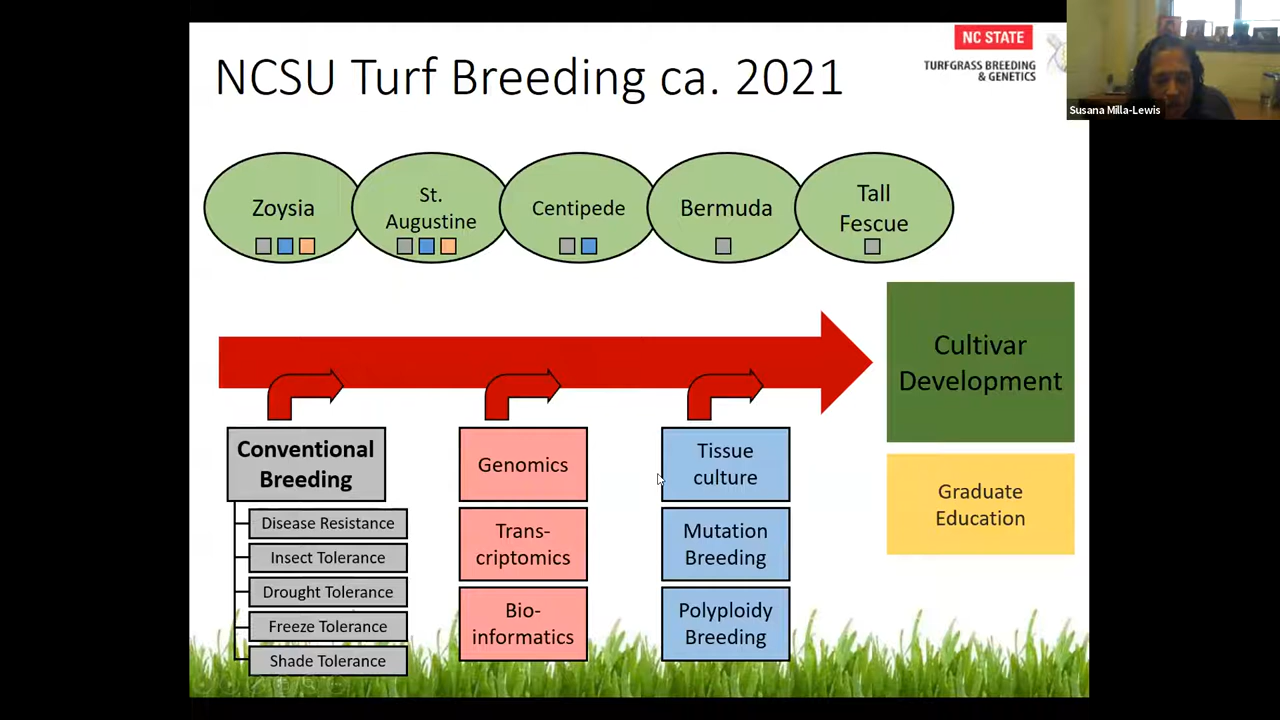 NCSU Turf Breeding ca. 2021
NC STATE
TURFGRASS BREEDING
& GENETICS
Susana Milla-Lewis
Zoysia
St.
Augustine
Centipede
Bermuda
Tall
Fescue
Cultivar
Development
Conventional
Breeding
Disease Resistance
Insect Tolerance
Drought Tolerance
Freeze Tolerance
Shade Tolerance
Genomics
Trans-
criptomics
Bio-
informatics
Tissue
culture
Mutation
Breeding
Polyploidy
Breeding
Graduate
Education